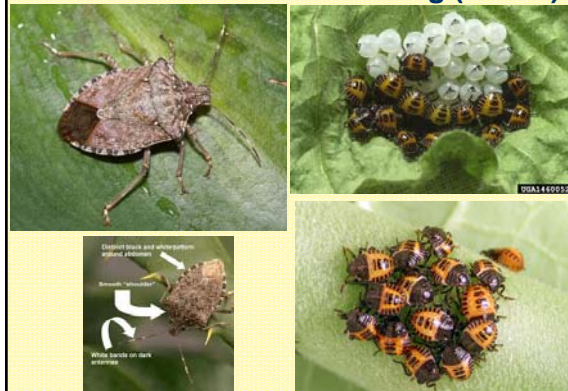 UGA1460052
Distinct black and white pattern
around abdomen
Smooth "shoulder"
White bands on dark
antennae